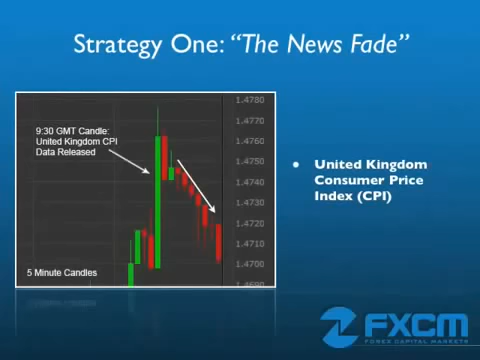 Strategy One: “The News Fade”
1.4780
9:30 GMT Candle:
United Kingdom CPI
Data Released
1.4770
1.4760
1.4750
1.4740
1.4730
1.4720
1.4710
1.4700
1.4690
5 Minute Candles
• United Kingdom
Consumer Price
Index (CPI)
FXCM
FOREX CAPITAL MARKETS